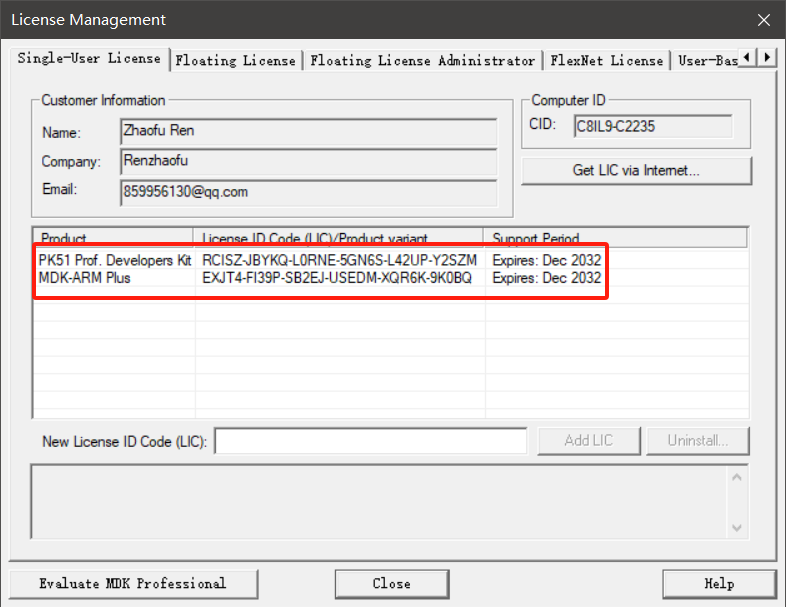 License Management
Single-User License
Floating License
Floating License Administrator
FlexNet License
User-Bas
Customer Information
Name:
Zhaofu Ren
Company:
Renzhaofu
Email:
859956130@qq.com
Computer ID
CID:
C8IL9-C2235
Get LIC via Internet...
Product License ID Code (LIC)/Product variant Support Period
PK51 Prof. Developers Kit RCISZ-JBYKQ-L0RNE-5GN6S-L42UP-Y2SZM Expires: Dec 2032
MDK-ARM Plus EXJT4-FI39P-SB2EJ-USEDM-XQR6K-9K0BQ Expires: Dec 2032
New License ID Code (LIC):
Add LIC
Uninstall...
Evaluate MDK Professional
Close
Help